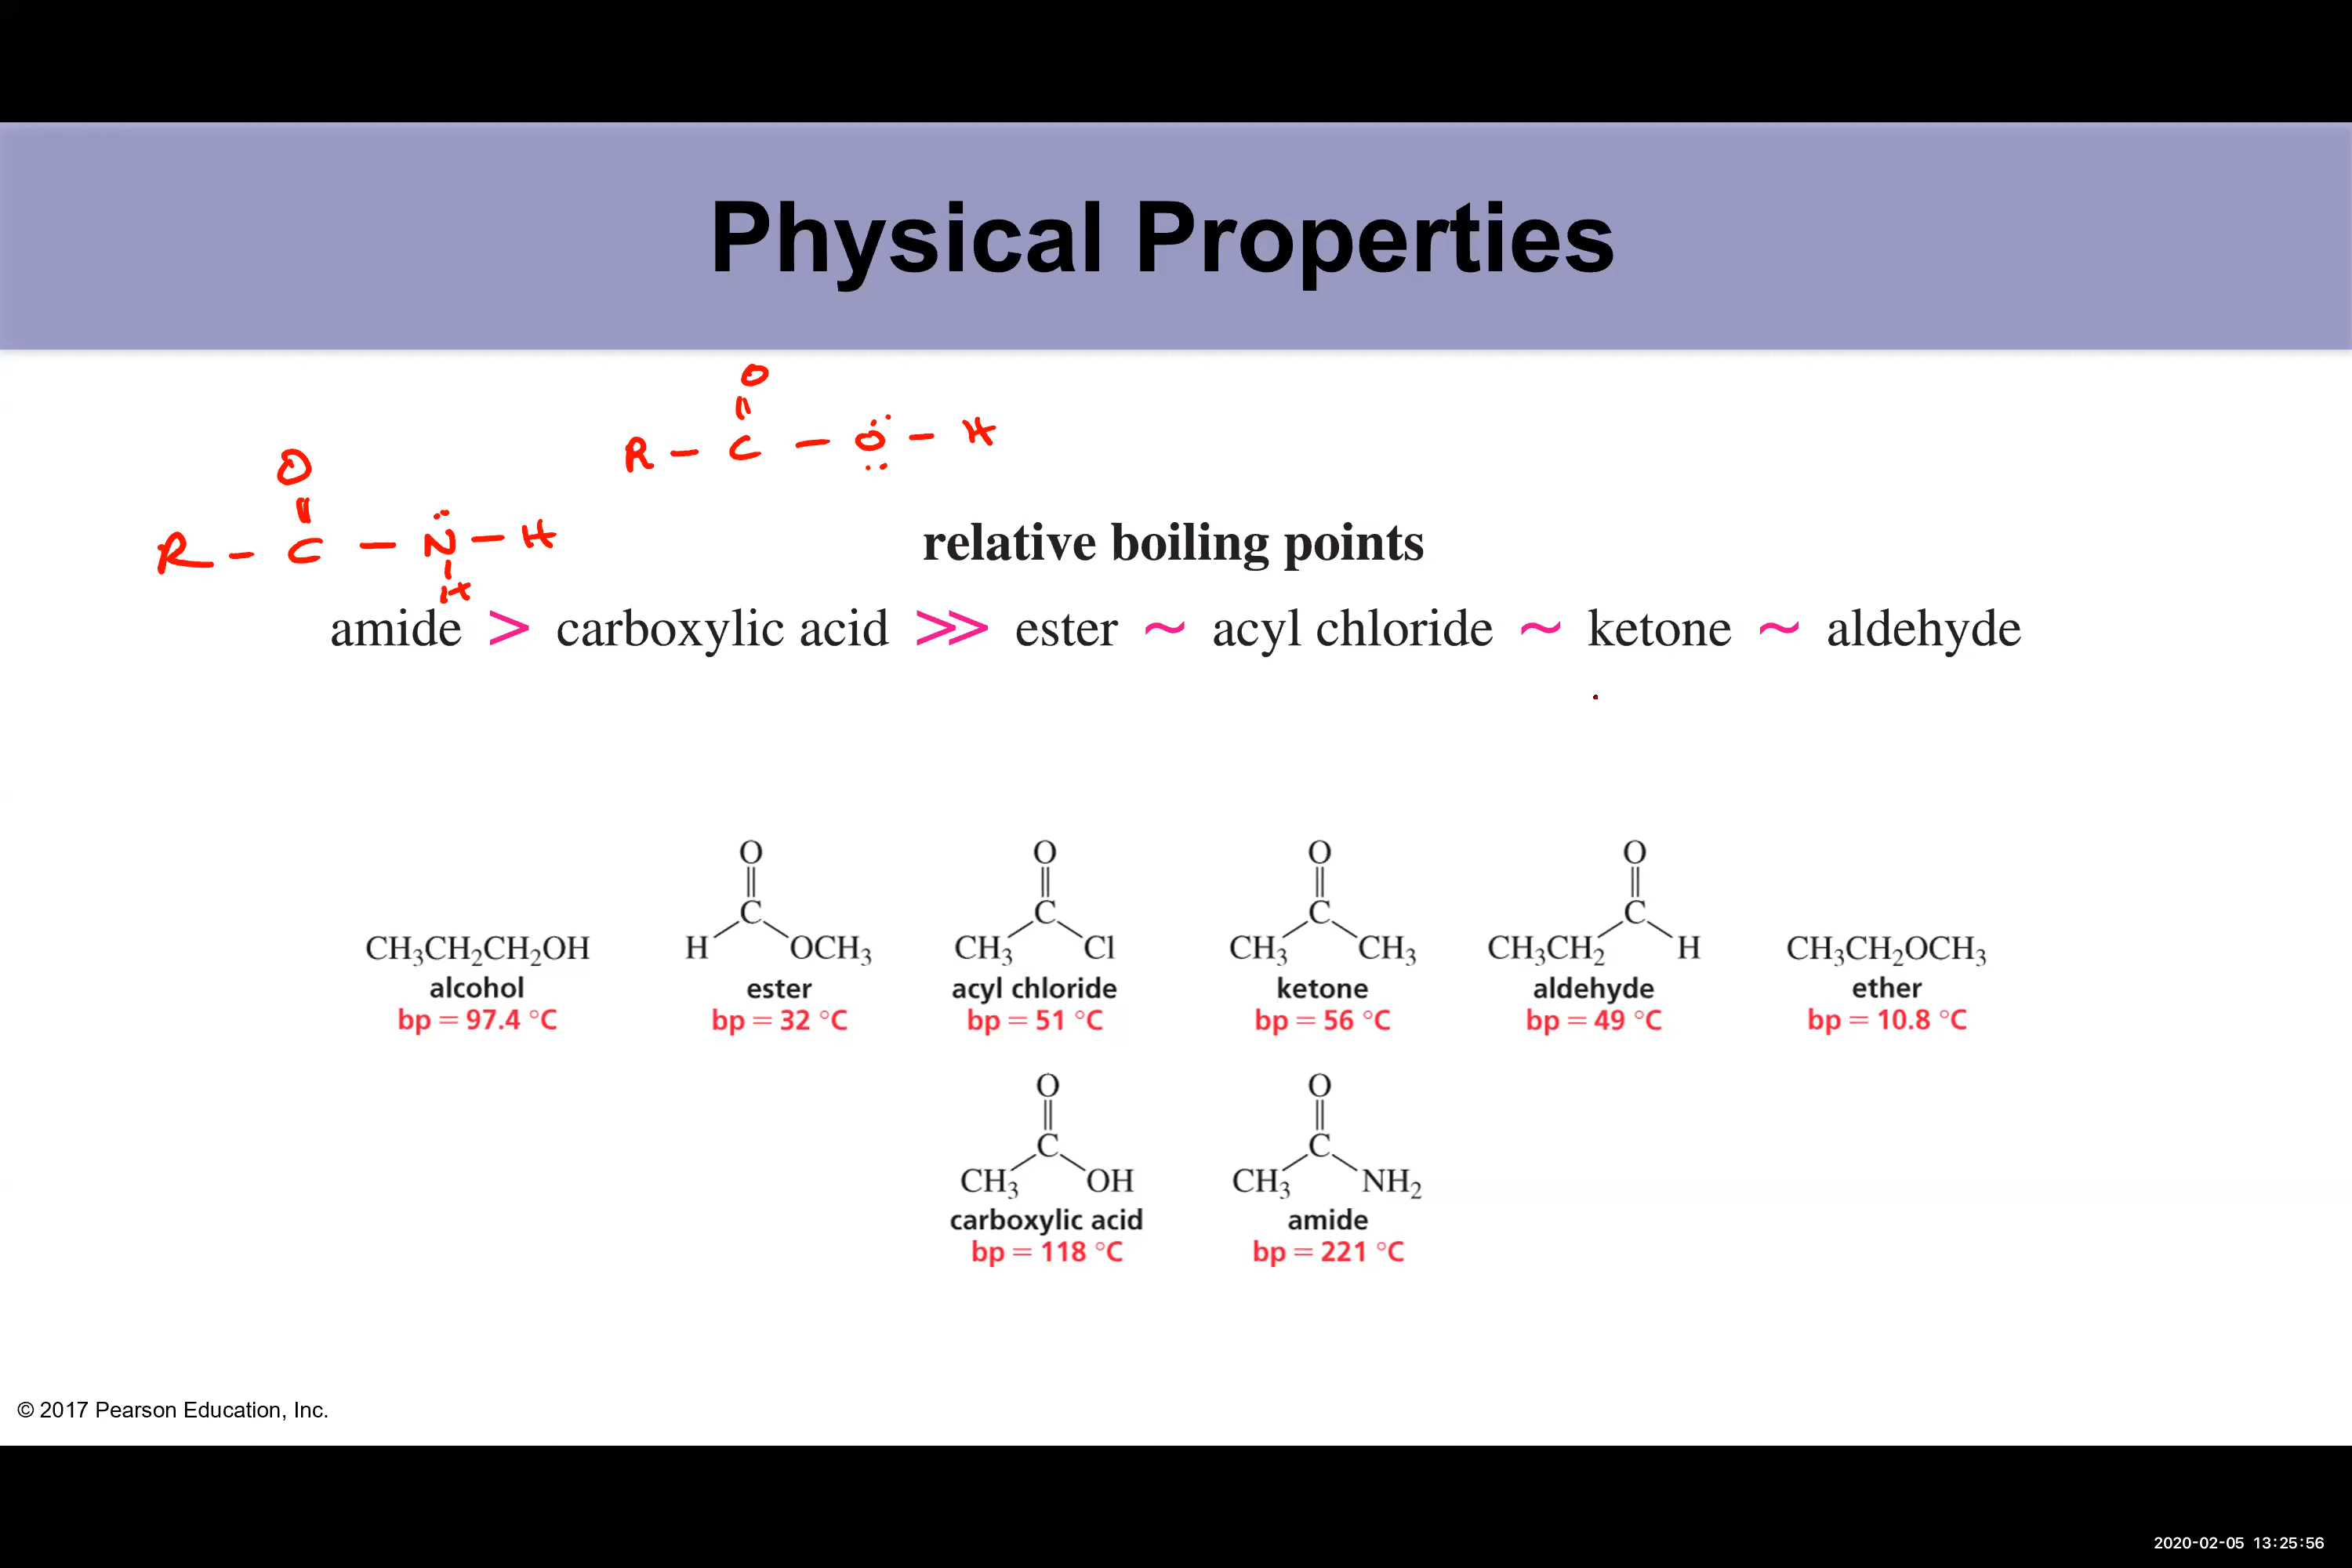 Physical Properties
O
||
R - C - Ö - H
O
||
R - C - N̈ - H
|
H
relative boiling points
amide > carboxylic acid >> ester ~ acyl chloride ~ ketone ~ aldehyde
O O O O
C C C C
CH₃CH₂CH₂OH H OCH₃ CH₃ Cl CH₃ CH₃ CH₃CH₂ H CH₃CH₂OCH₃
alcohol ester acyl chloride ketone aldehyde ether
bp = 97.4 °C bp = 32 °C bp = 51 °C bp = 56 °C bp = 49 °C bp = 10.8 °C
O O
C C
CH₃ OH CH₃ NH₂
carboxylic acid amide
bp = 118 °C bp = 221 °C
© 2017 Pearson Education, Inc.
2020-02-05 13:25:56